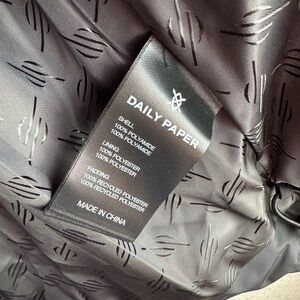 DAILY PAPER
SHELL
100% POLYAMIDE
100% POLYAMIDE
LINING
100% POLYESTER
100% POLYESTER
PADDING
100% RECYCLED POLYESTER
100% RECYCLED POLYESTER
MADE IN CHINA